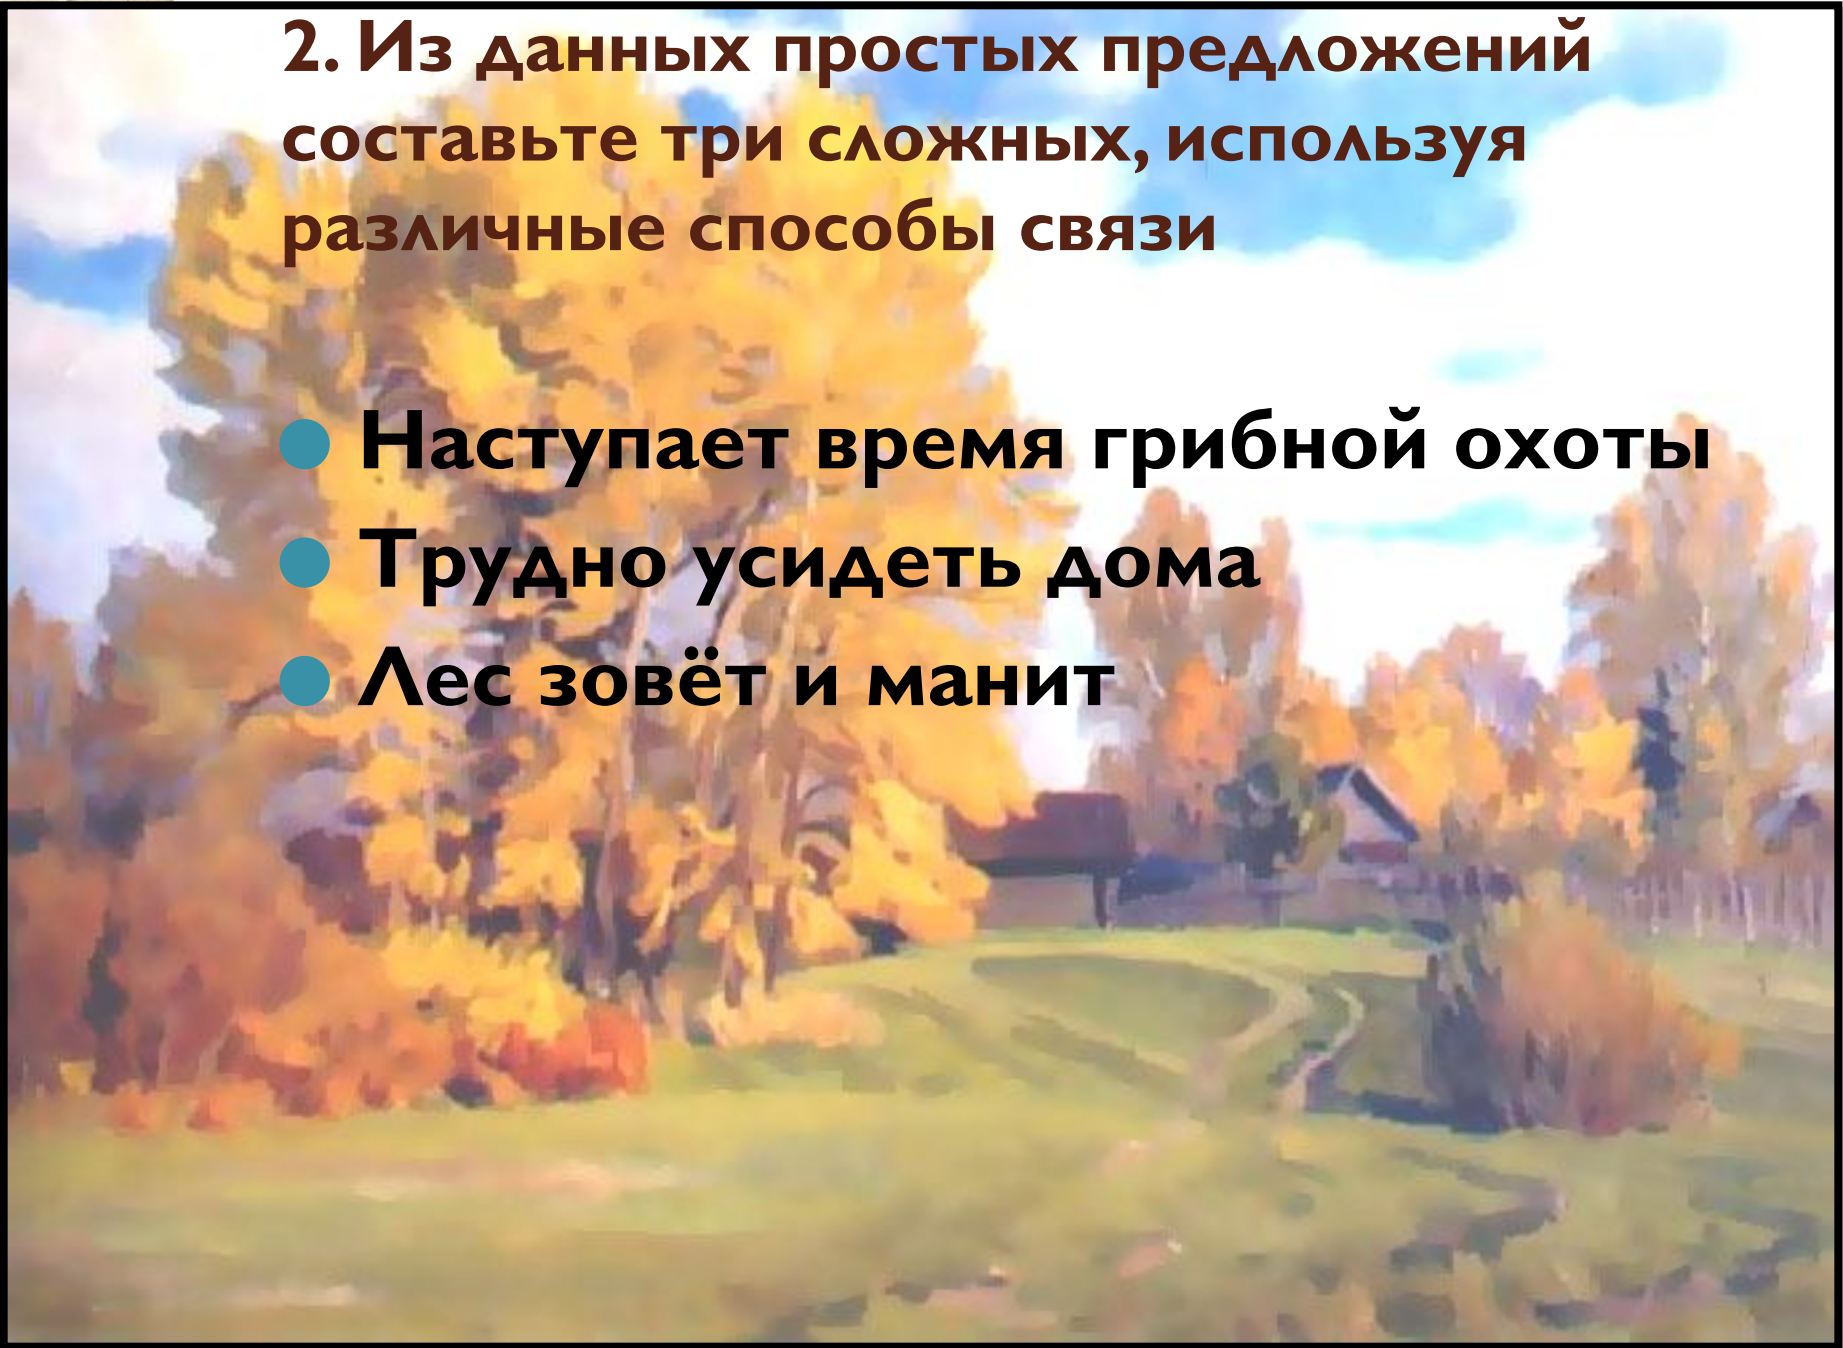 2. Из данных простых предложений
составьте три сложных, используя
различные способы связи
Наступает время грибной охоты
Трудно усидеть дома
Лес зовёт и манит